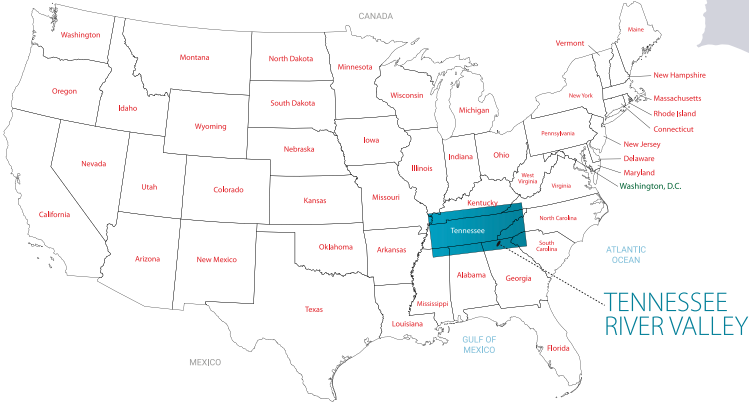 CANADA
Washington
Montana
North Dakota
Minnesota
Vermont
Maine
Oregon
Idaho
Wyoming
South Dakota
Wisconsin
Michigan
New York
New Hampshire
Massachusetts
Rhode Island
Connecticut
Nevada
Utah
Colorado
Nebraska
Iowa
Illinois
Indiana
Ohio
Pennsylvania
New Jersey
Delaware
Maryland
Washington, D.C.
California
Kansas
Missouri
West
Virginia
Virginia
Kentucky
Tennessee
North Carolina
Arizona
New Mexico
Oklahoma
Arkansas
South
Carolina
ATLANTIC
OCEAN
Texas
Louisiana
Mississippi
Alabama
Georgia
TENNESSEE
RIVER VALLEY
MEXICO
GULF OF
MEXICO
Florida